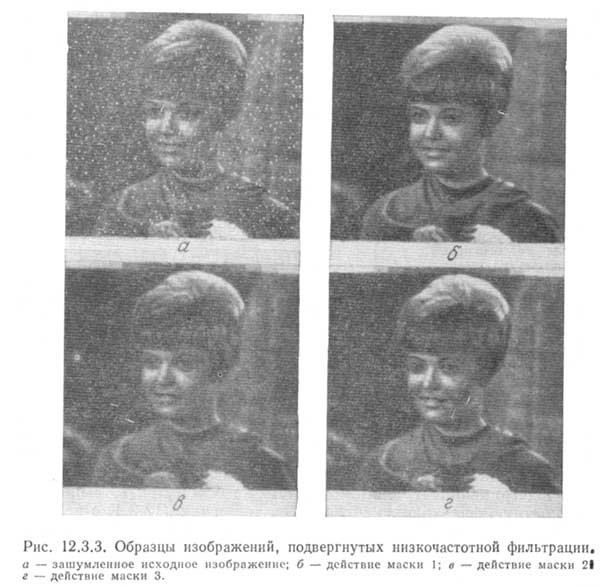 а
б
в
г
Рис. 12.3.3. Образцы изображений, подвергнутых низкочастотной фильтрации.
а — зашумленное исходное изображение; б — действие маски 1; в — действие маски 2;
г — действие маски 3.